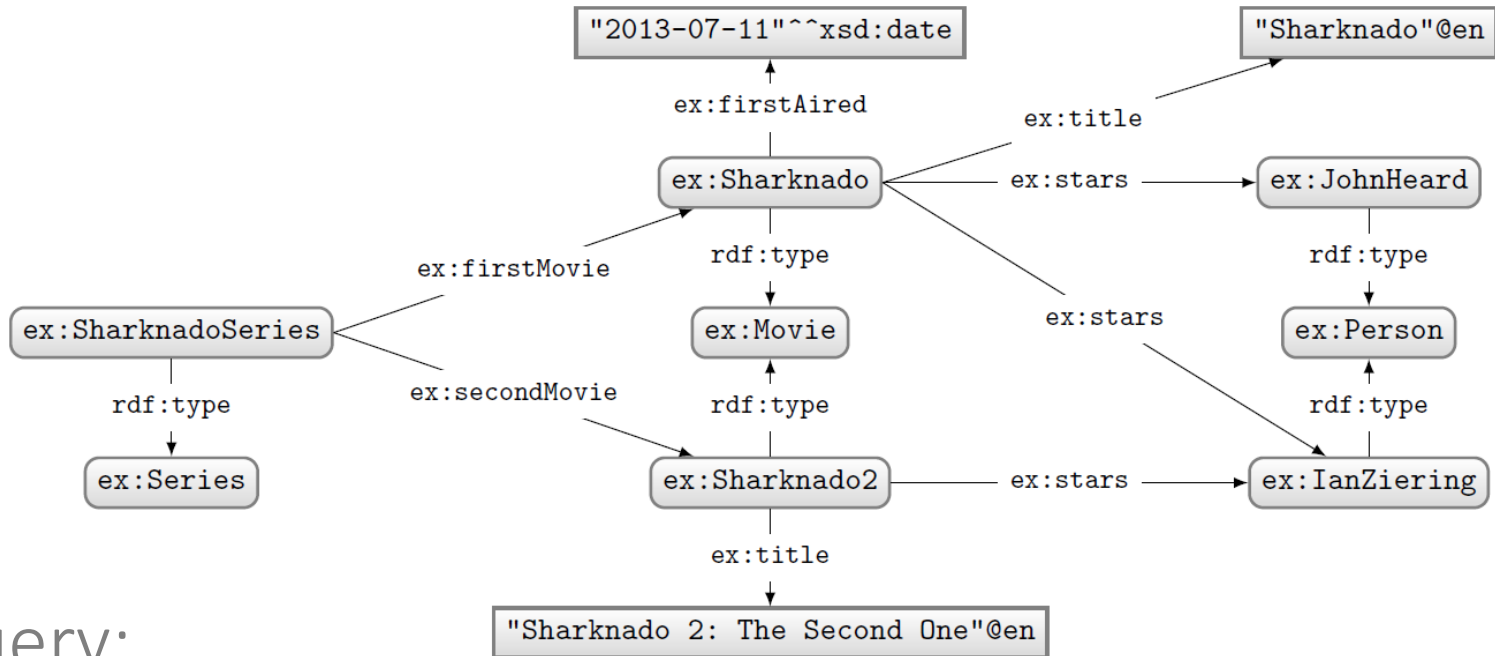 "2013-07-11"^^xsd:date
"Sharknado"@en
ex:firstAired
ex:title
ex:Sharknado
ex:stars
ex:JohnHeard
rdf:type
rdf:type
ex:firstMovie
ex:SharknadoSeries
ex:Movie
ex:stars
ex:Person
ex:secondMovie
rdf:type
rdf:type
rdf:type
ex:Series
ex:Sharknado2
ex:stars
ex:IanZiering
ex:title
"Sharknado 2: The Second One"@en